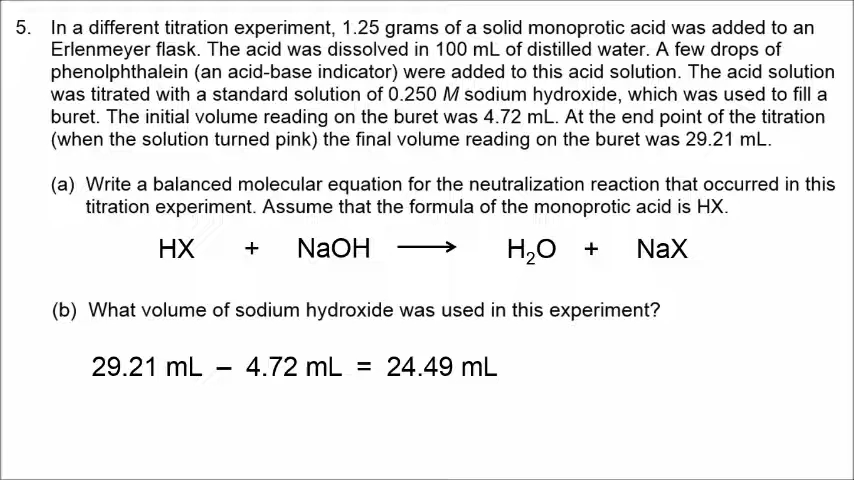 5. In a different titration experiment, 1.25 grams of a solid monoprotic acid was added to an
Erlenmeyer flask. The acid was dissolved in 100 mL of distilled water. A few drops of
phenolphthalein (an acid-base indicator) were added to this acid solution. The acid solution
was titrated with a standard solution of 0.250 M sodium hydroxide, which was used to fill a
buret. The initial volume reading on the buret was 4.72 mL. At the end point of the titration
(when the solution turned pink) the final volume reading on the buret was 29.21 mL.
(a) Write a balanced molecular equation for the neutralization reaction that occurred in this
titration experiment. Assume that the formula of the monoprotic acid is HX.
HX + NaOH ⟶ H₂O + NaX
(b) What volume of sodium hydroxide was used in this experiment?
29.21 mL – 4.72 mL = 24.49 mL